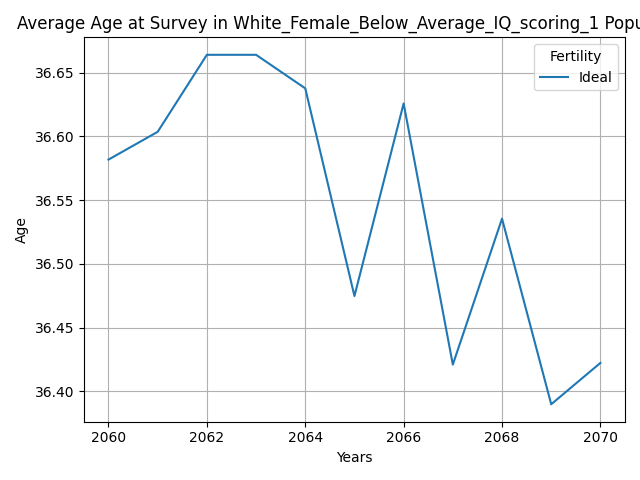 Average Age at Survey in White_Female_Below_Average_IQ_scoring_1 Popu
Fertility
Ideal
36.65
36.60
36.55
36.50
36.45
36.40
Age
2060 2062 2064 2066 2068 2070
Years